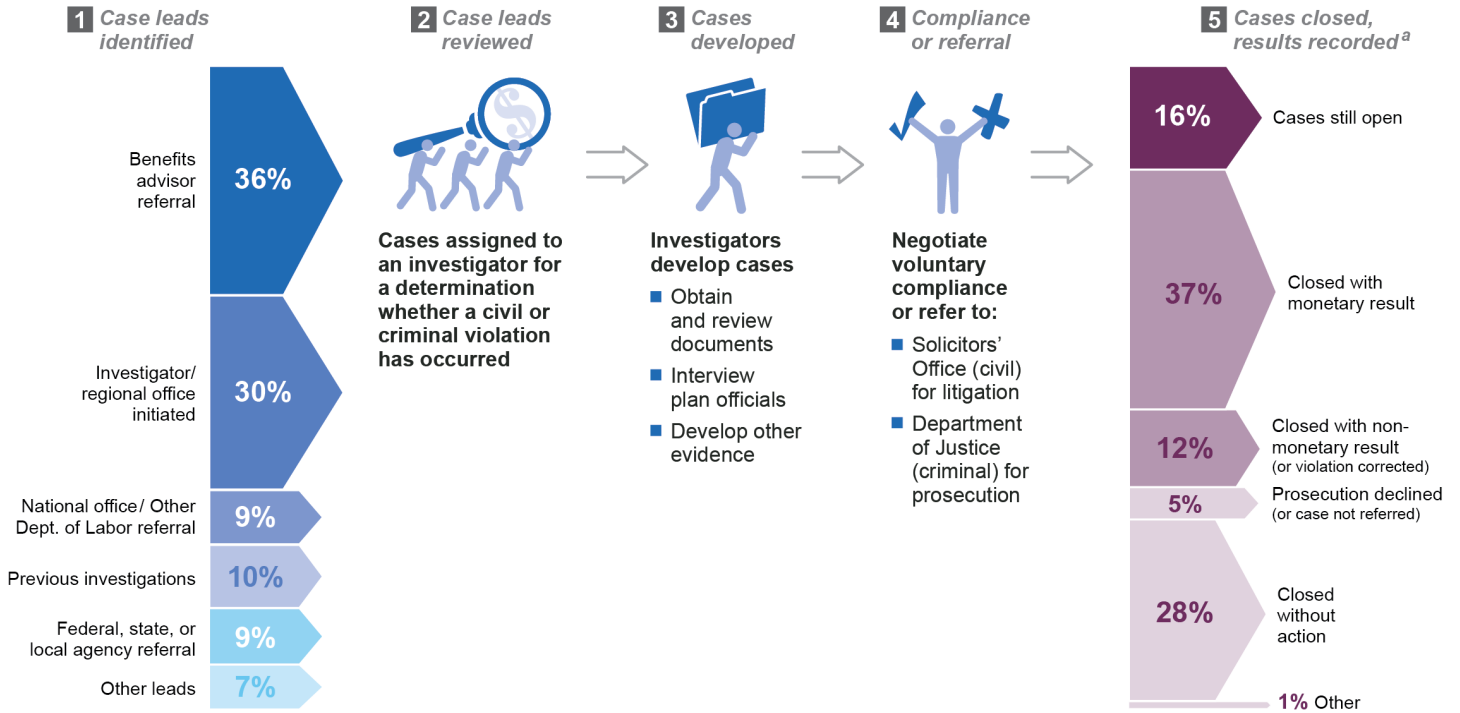 1 Case leads
identified
Benefits
advisor
referral
36%
Investigator/
regional office
initiated
30%
National office/ Other
Dept. of Labor referral
9%
Previous investigations
10%
Federal, state, or
local agency referral
9%
Other leads
7%
2 Case leads
reviewed
$
Cases assigned to
an investigator for
a determination
whether a civil or
criminal violation
has occurred
3 Cases
developed
Investigators
develop cases
Obtain
and review
documents
Interview
plan officials
Develop other
evidence
4 Compliance
or referral
Negotiate
voluntary
compliance
or refer to:
Solicitors’
Office (civil)
for litigation
Department
of Justice
(criminal) for
prosecution
5 Cases closed,
results recorded a
16%
Cases still open
37%
Closed with
monetary result
12%
Closed with non-
monetary result
(or violation corrected)
5%
Prosecution declined
(or case not referred)
28%
Closed
without
action
1% Other